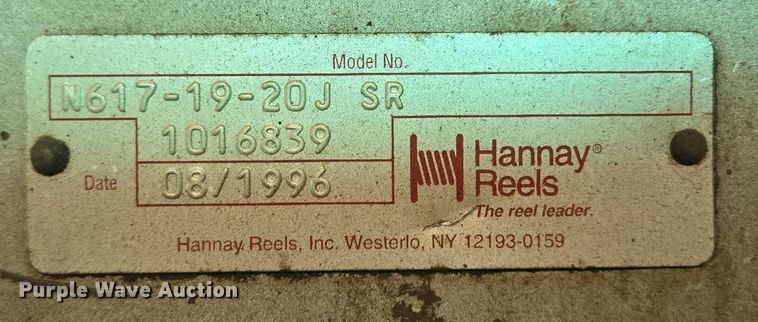 Model No.
N617-19-20J SR
1016839
Date 08/1996
Hannay®
Reels
The reel leader.
Hannay Reels, Inc. Westerlo, NY 12193-0159
Purple Wave Auction